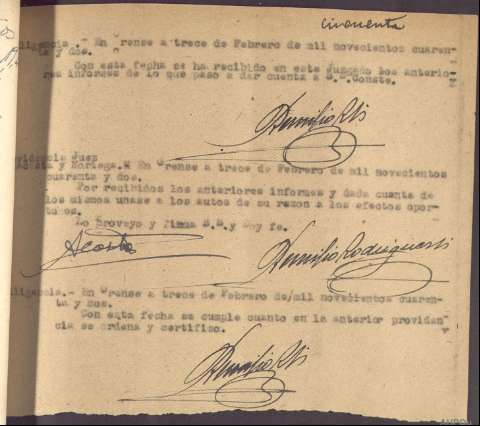 cincuenta
iligencia.- En Orense a trece de Febrero de mil novecientos cuaren-
ta y dos.
Con esta fecha se ha recibido en este Juzgado los anterio-
res informes de lo que paso a dar cuenta a S.S. Conste.
videncia Juez
Acosta y Noriega.- En Orense a trece de Febrero de mil novecientos
cuarenta y dos.
Por recibidos los anteriores informes y dada cuenta de
los mismos unase a los autos de su razon a los efectos opor-
tunos.
Lo proveyo y firma S.S. y doy fe.
Acosta
iligencia.- En Orense a trece de Febrero de/mil novecientos cuaren-
ta y dos.
Con esta fecha se cumple cuanto en la anterior providen
cia se ordena y certifico.